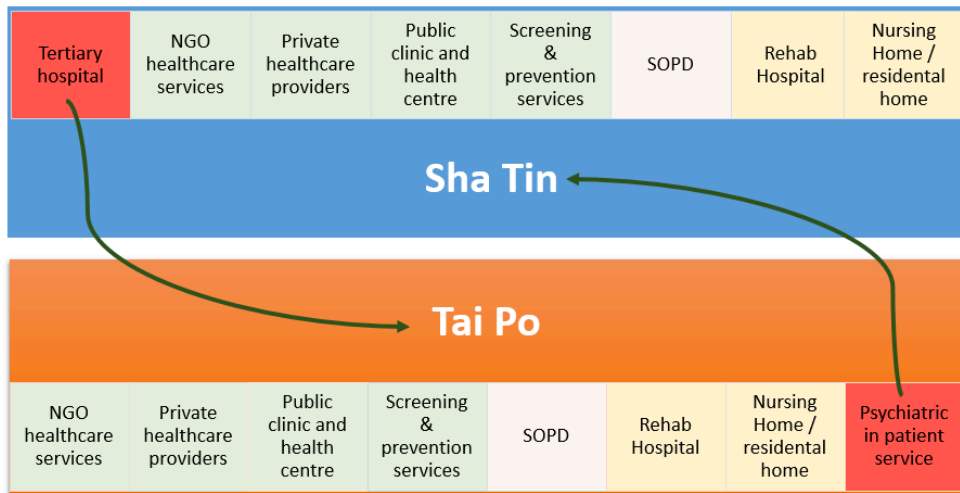 Tertiary
hospital
NGO
healthcare
services
Private
healthcare
providers
Public
clinic and
health
centre
Screening
&
prevention
services
SOPD
Rehab
Hospital
Nursing
Home /
residental
home
Sha Tin
Tai Po
NGO
healthcare
services
Private
healthcare
providers
Public
clinic and
health
centre
Screening
&
prevention
services
SOPD
Rehab
Hospital
Nursing
Home /
residental
home
Psychiatric
in patient
service